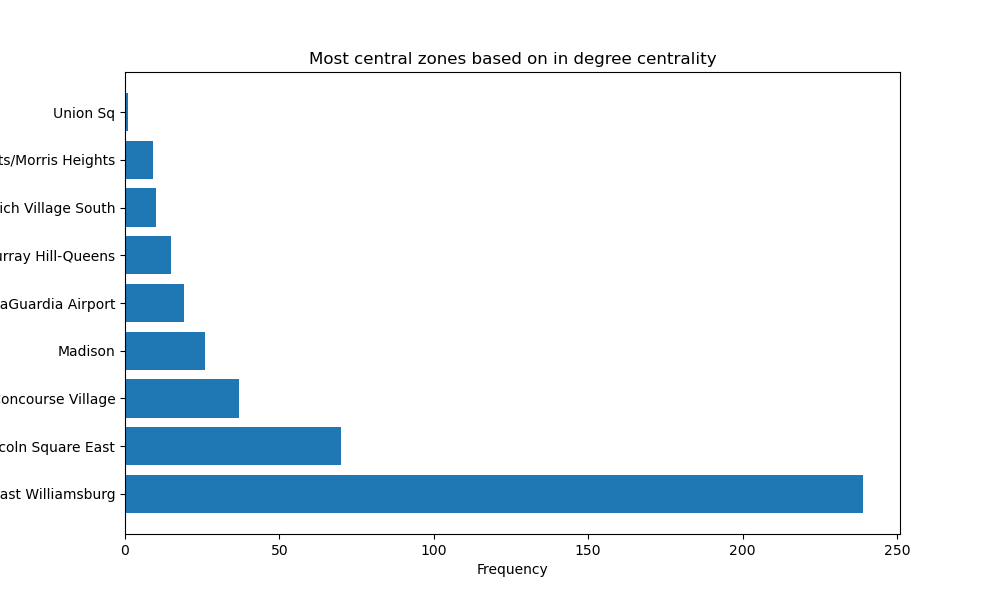 Most central zones based on in degree centrality
Union Sq
ts/Morris Heights
ich Village South
urray Hill-Queens
aGuardia Airport
Madison
Concourse Village
coln Square East
ast Williamsburg
0 50 100 150 200 250
Frequency